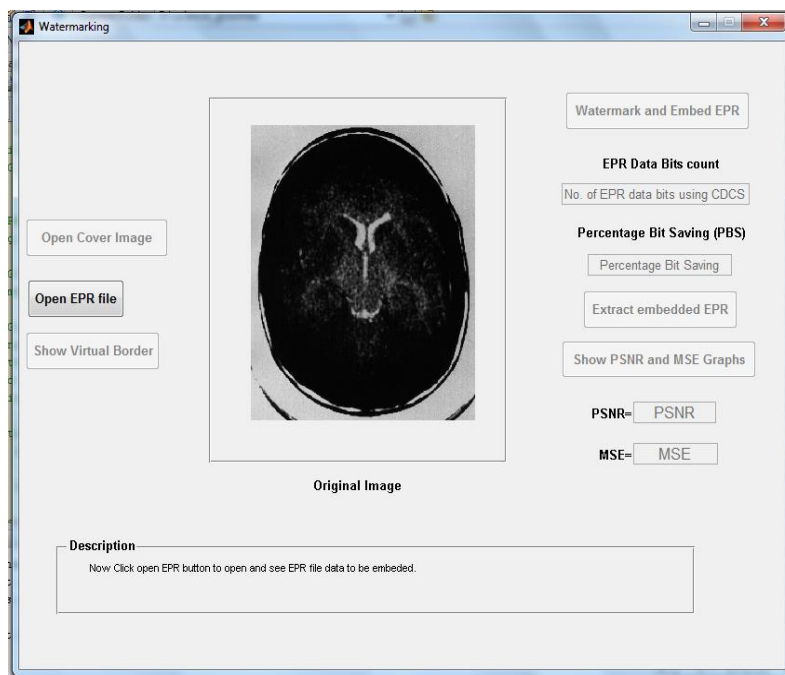 Watermarking
Watermark and Embed EPR
EPR Data Bits count
No. of EPR data bits using CDCS
Open Cover Image
Percentage Bit Saving (PBS)
Percentage Bit Saving
Open EPR file
Extract embedded EPR
Show Virtual Border
Show PSNR and MSE Graphs
PSNR= PSNR
MSE= MSE
Original Image
Description
Now Click open EPR button to open and see EPR file data to be embeded.